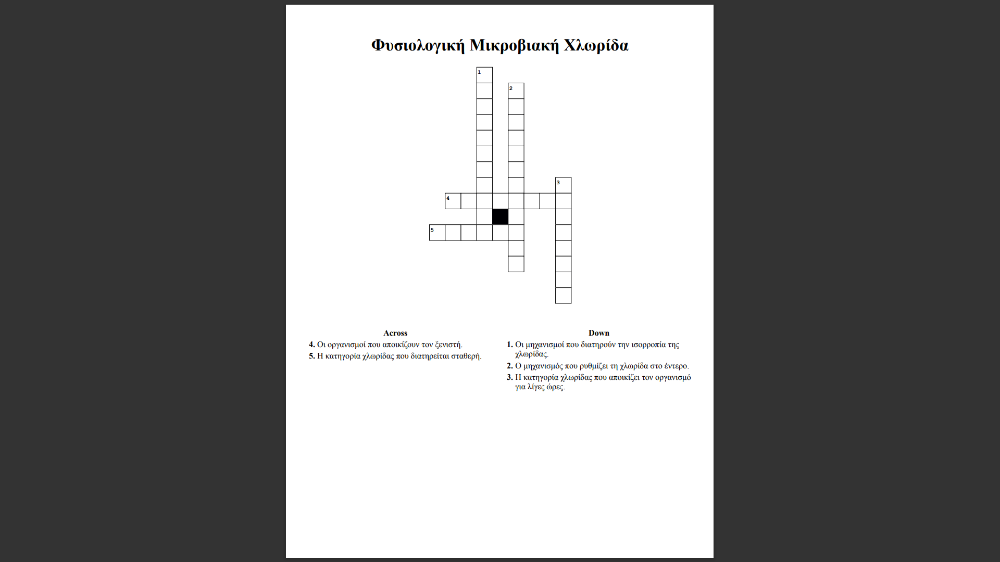 Φυσιολογική Μικροβιακή Χλωρίδα
1
2
3
4
5
Across
4. Οι οργανισμοί που αποικίζουν τον ξενιστή.
5. Η κατηγορία χλωρίδας που διατηρείται σταθερή.
Down
1. Οι μηχανισμοί που διατηρούν την ισορροπία της
χλωρίδας.
2. Ο μηχανισμός που ρυθμίζει τη χλωρίδα στο έντερο.
3. Η κατηγορία χλωρίδας που αποικίζει τον οργανισμό
για λίγες ώρες.